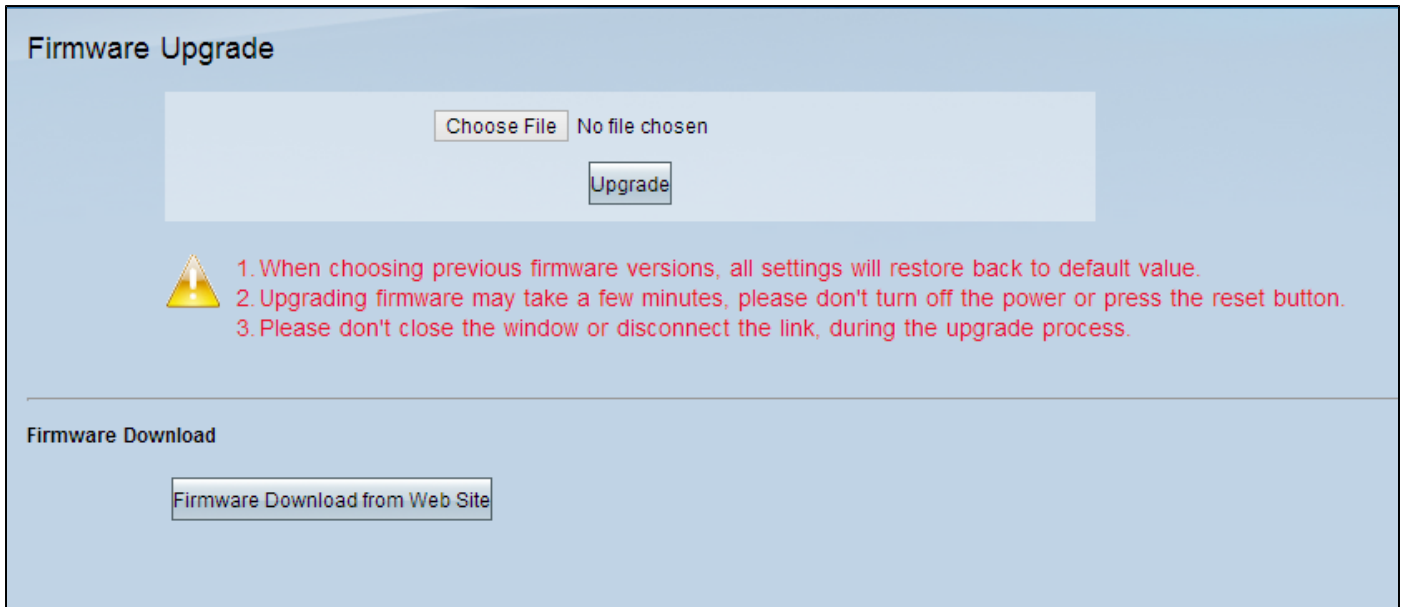 Firmware Upgrade
Choose File No file chosen
Upgrade
1. When choosing previous firmware versions, all settings will restore back to default value.
2. Upgrading firmware may take a few minutes, please don't turn off the power or press the reset button.
3. Please don't close the window or disconnect the link, during the upgrade process.
Firmware Download
Firmware Download from Web Site